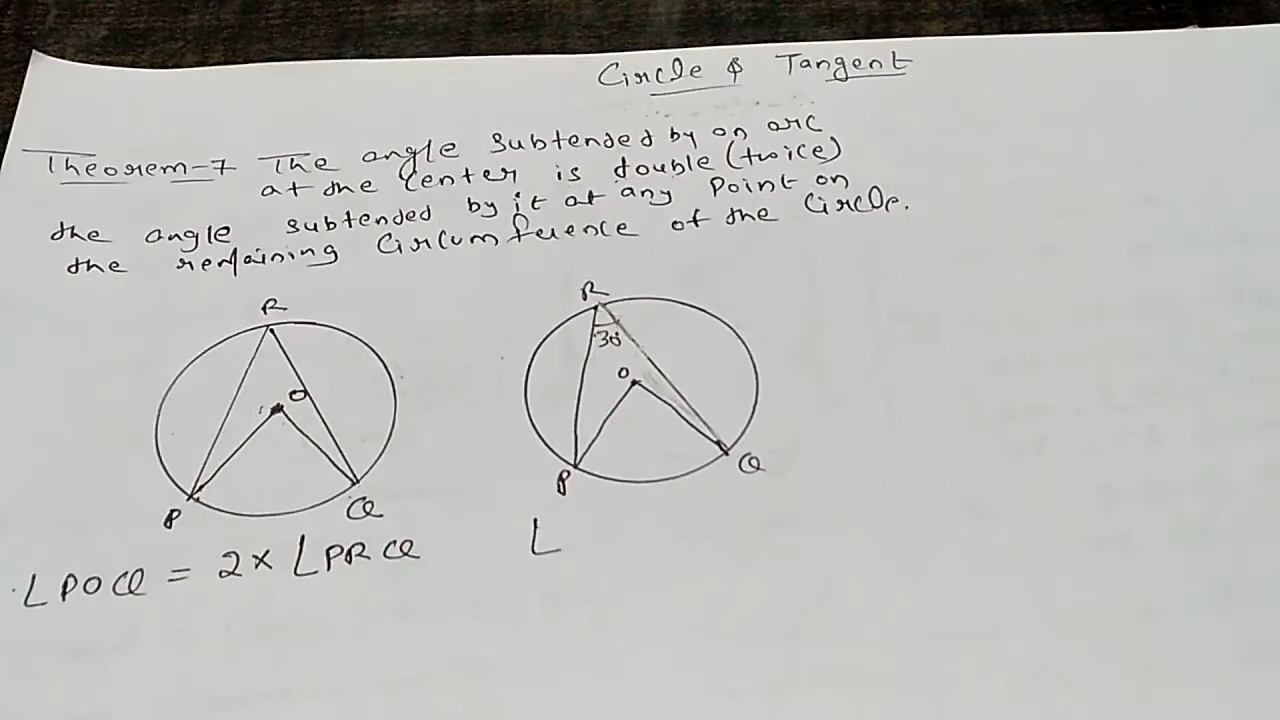 Circle & Tangent
Theorem-7 The angle subtended by an arc
at the center is double (twice)
the angle subtended by it at any point on
the remaining circumference of the circle.
R
R
30°
O
O
P
Q
P
Q
∠POQ = 2× ∠PRQ
∠